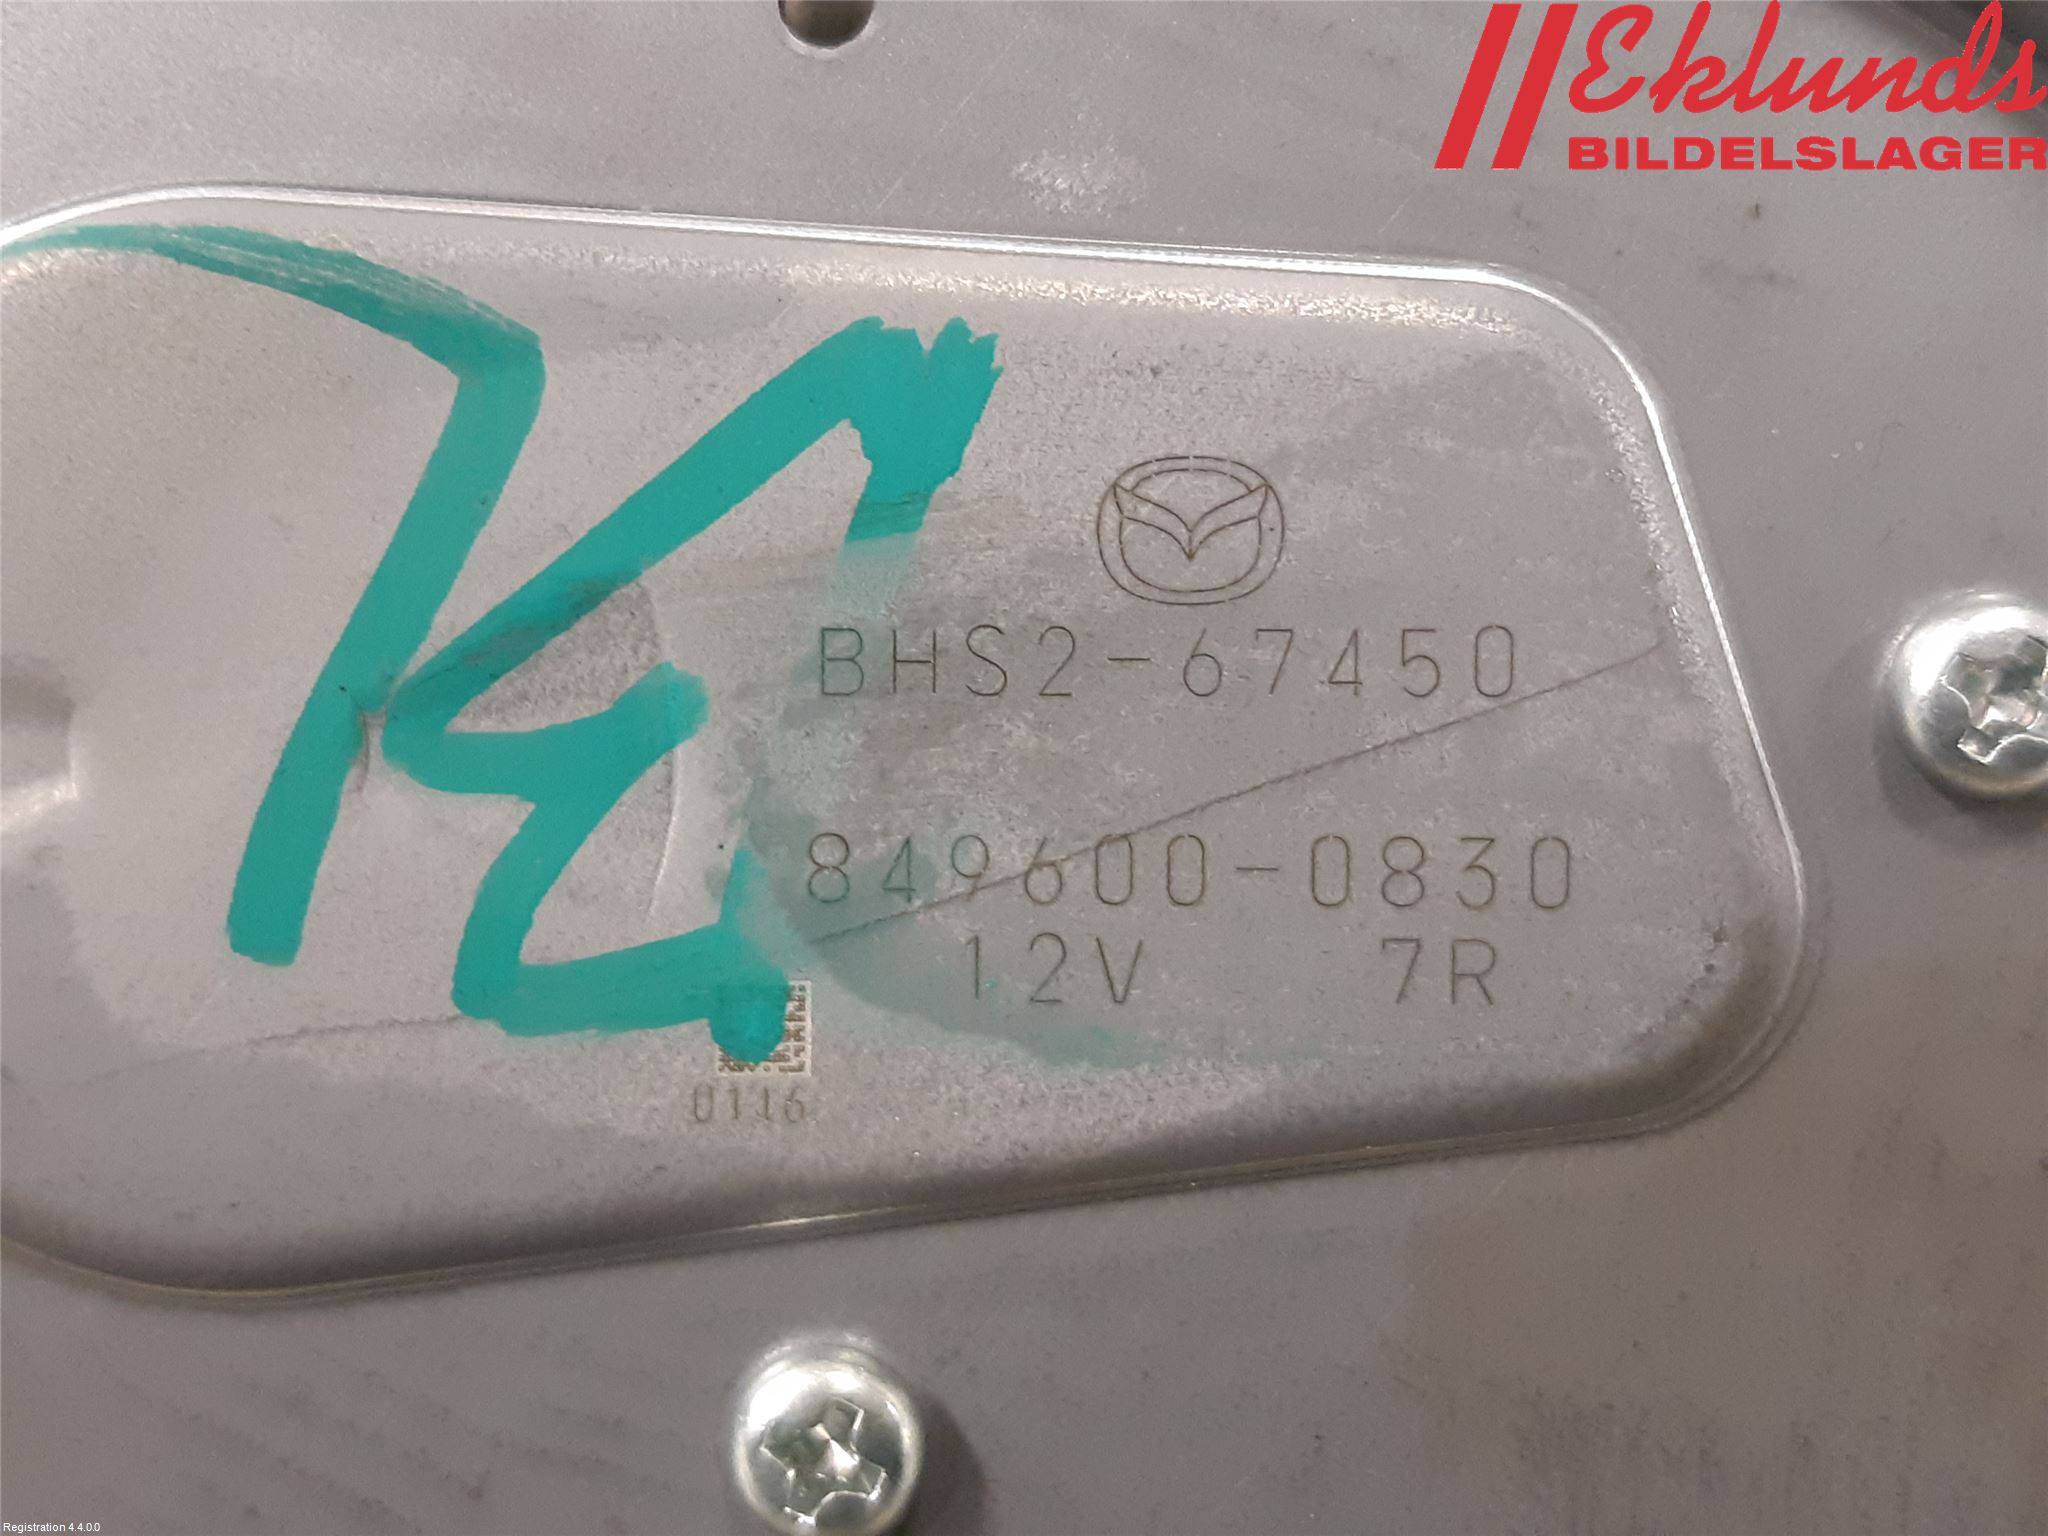 Eklunds
BILDELSLAGER
BHS2-67450
849600-0830
12V 7R
0116
Registration 4.4.0.0